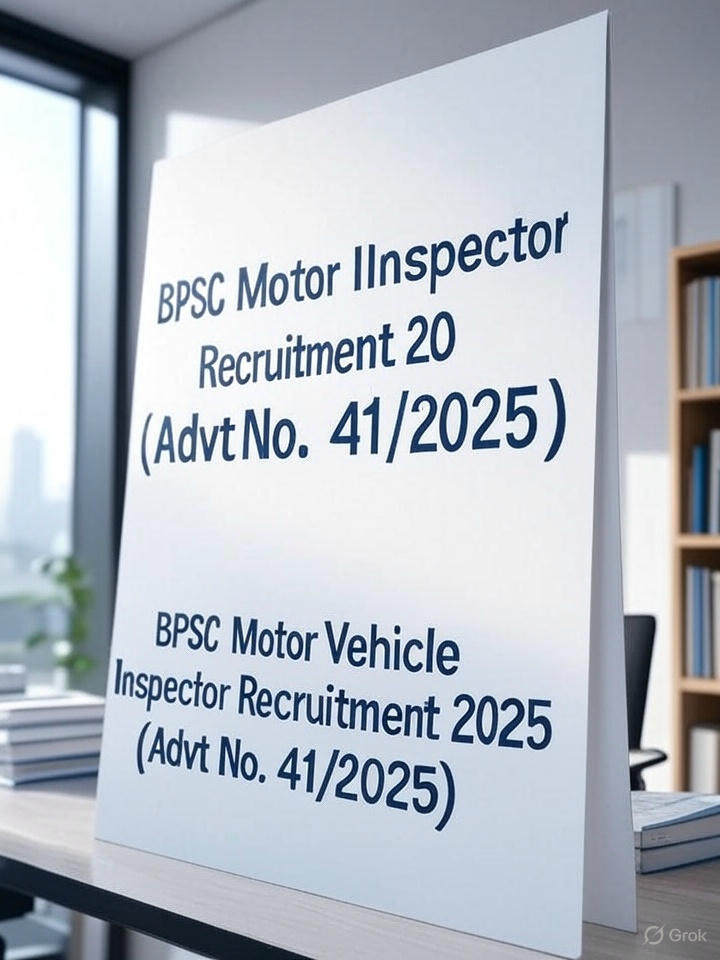 BPSC Motor IInspector
Recruitment 20
(Advt No. 41/2025)
BPSC Motor Vehicle
Inspector Recruitment 2025
(Advt No. 41/2025)
Grok